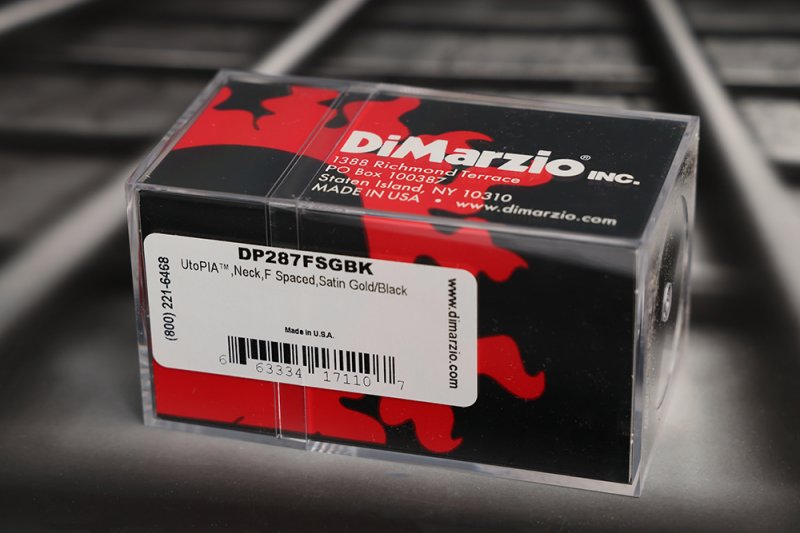 DiMarzio® INC.
1388 Richmond Terrace
PO Box 100387
Staten Island, NY 10310
MADE IN USA • www.dimarzio.com
DP287FSGBK
UtoPIA™,Neck,F Spaced,Satin Gold/Black
(800) 221-6468
Made in U.S.A.
6 63334 17110 7
www.dimarzio.com